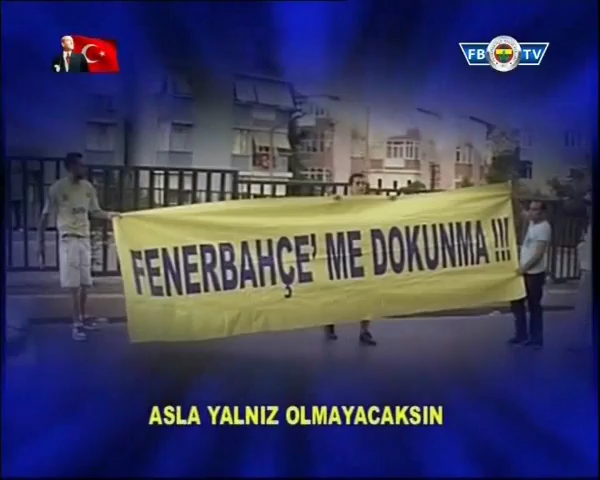 FB TV
FENERBAHÇE' ME DOKUNMA !!!
ASLA YALNIZ OLMAYACAKSIN